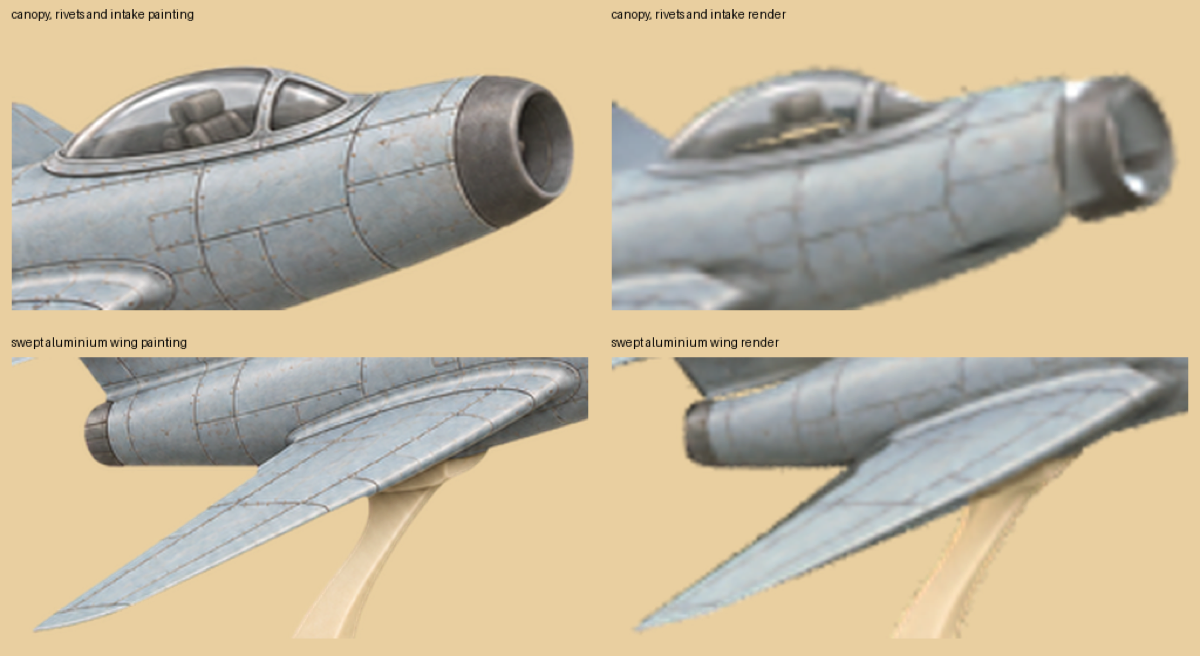 canopy, rivets and intake painting
canopy, rivets and intake render
swept aluminium wing painting
swept aluminium wing render